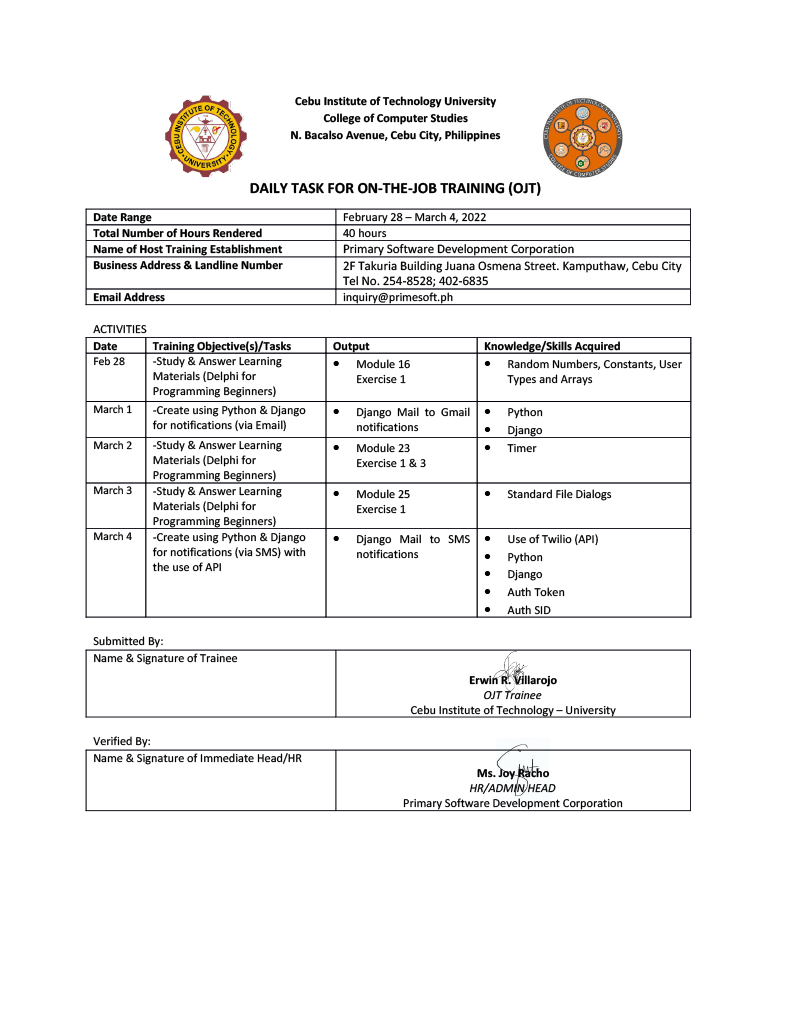 Cebu Institute of Technology University
College of Computer Studies
N. Bacalso Avenue, Cebu City, Philippines
CEBU INSTITUTE OF TECHNOLOGY
UNIVERSITY
DAILY TASK FOR ON-THE-JOB TRAINING (OJT)
Date Range February 28 – March 4, 2022
Total Number of Hours Rendered 40 hours
Name of Host Training Establishment Primary Software Development Corporation
Business Address & Landline Number 2F Takuria Building Juana Osmena Street. Kamputhaw, Cebu City
Tel No. 254-8528; 402-6835
Email Address inquiry@primesoft.ph
ACTIVITIES
Date Training Objective(s)/Tasks Output Knowledge/Skills Acquired
Feb 28
-Study & Answer Learning
Materials (Delphi for
Programming Beginners)
• Module 16
Exercise 1
• Random Numbers, Constants, User
Types and Arrays
March 1
-Create using Python & Django
for notifications (via Email)
• Django Mail to Gmail
notifications
• Python
• Django
March 2
-Study & Answer Learning
Materials (Delphi for
Programming Beginners)
• Module 23
Exercise 1 & 3
• Timer
March 3
-Study & Answer Learning
Materials (Delphi for
Programming Beginners)
• Module 25
Exercise 1
• Standard File Dialogs
March 4
-Create using Python & Django
for notifications (via SMS) with
the use of API
• Django Mail to SMS
notifications
• Use of Twilio (API)
• Python
• Django
• Auth Token
• Auth SID
Submitted By:
Name & Signature of Trainee
Erwin R. Villarojo
OJT Trainee
Cebu Institute of Technology – University
Verified By:
Name & Signature of Immediate Head/HR
Ms. Joy Racho
HR/ADMIN HEAD
Primary Software Development Corporation